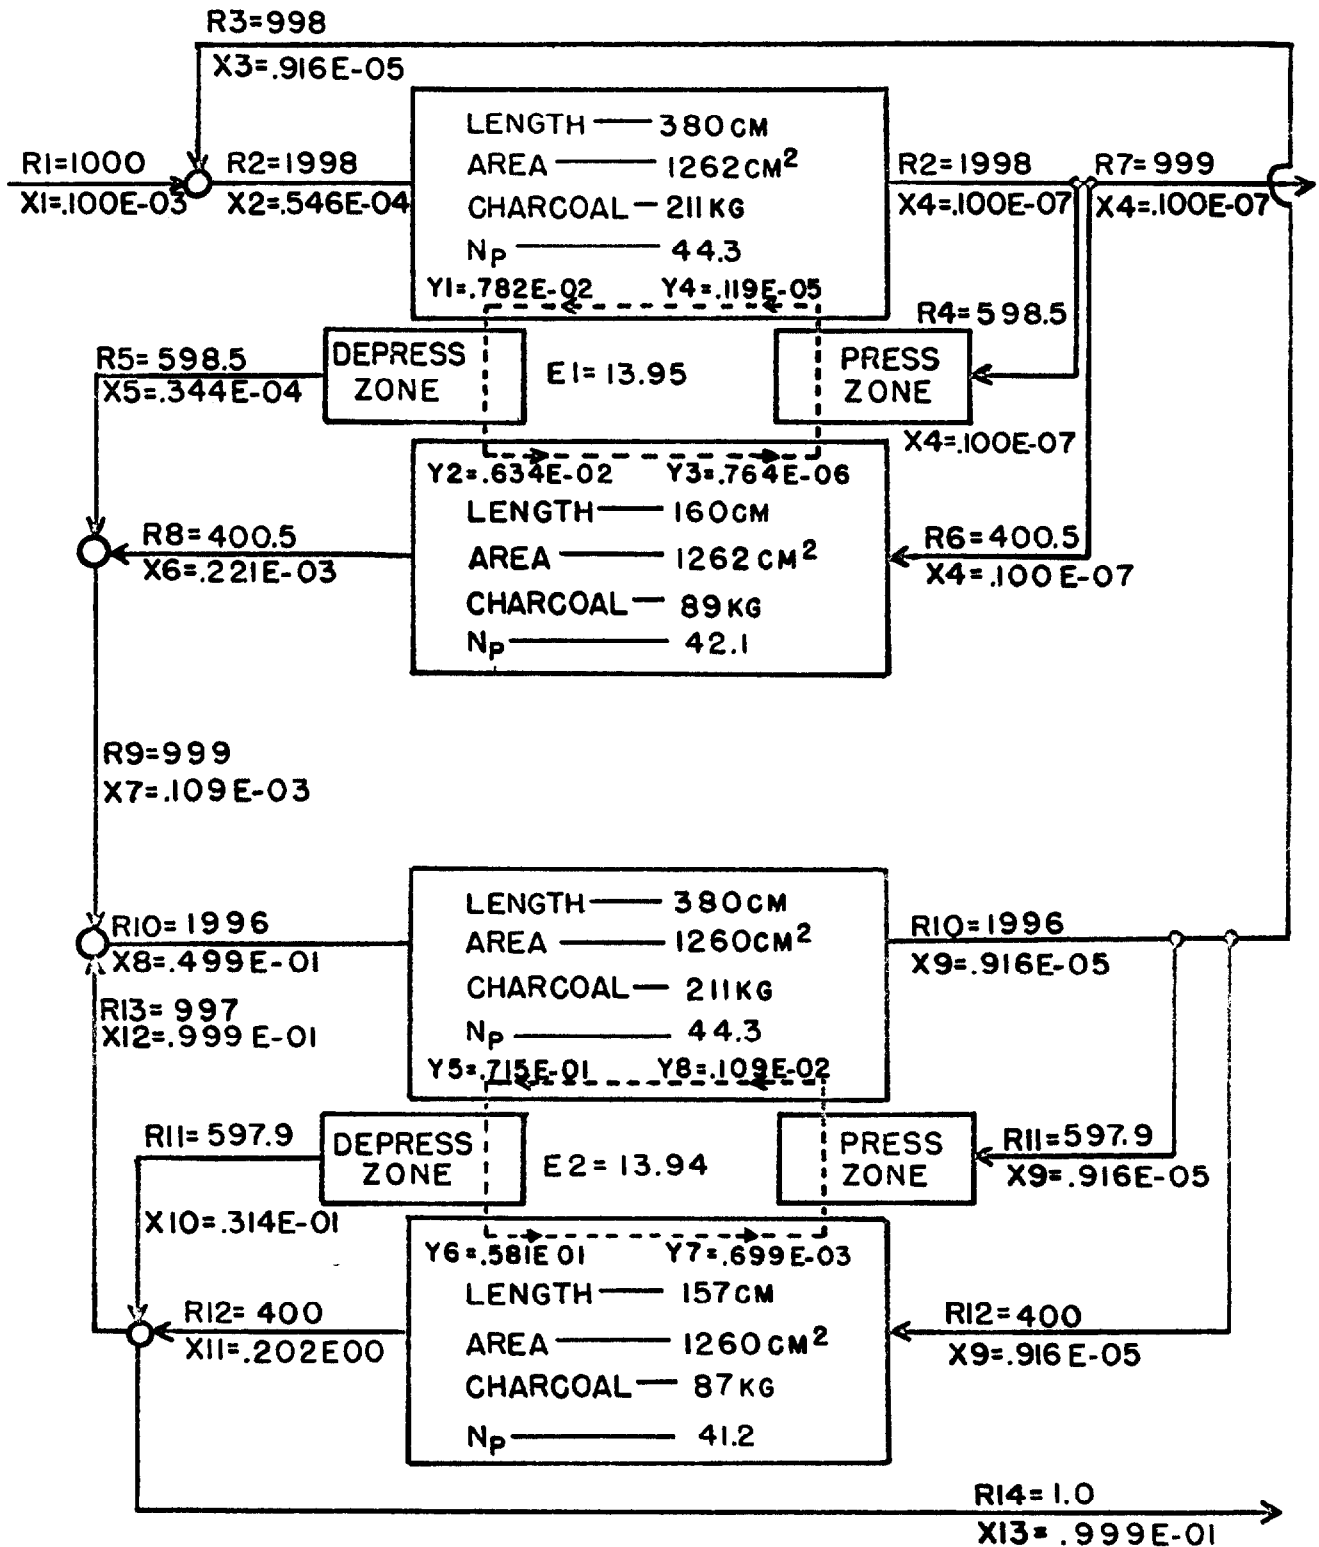 R3=998
X3=.916E-05
R1=1000
X1=.100E-03
R2=1998
X2=.546E-04
LENGTH — 380CM
AREA — 1262CM²
CHARCOAL — 211KG
Np — 44.3
Y1=.782E-02 Y4=.119E-05
R2=1998
X4=.100E-07
R7=999
X4=.100E-07
R4=598.5
DEPRESS
ZONE
E1=13.95
PRESS
ZONE
X4=.100E-07
R5=598.5
X5=.344E-04
Y2=.634E-02 Y3=.764E-06
LENGTH — 160CM
AREA — 1262CM²
CHARCOAL — 89KG
Np — 42.1
R8=400.5
X6=.221E-03
R6=400.5
X4=.100E-07
R9=999
X7=.109E-03
R10=1996
X8=.499E-01
R13=997
X12=.999E-01
LENGTH — 380CM
AREA — 1260CM²
CHARCOAL — 211KG
Np — 44.3
Y5=.715E-01 Y8=.109E-02
R10=1996
X9=.916E-05
R11=597.9
X10=.314E-01
DEPRESS
ZONE
E2=13.94
PRESS
ZONE
R11=597.9
X9=.916E-05
Y6=.581E 01 Y7=.699E-03
LENGTH — 157CM
AREA — 1260CM²
CHARCOAL — 87KG
Np — 41.2
R12=400
X11=.202E00
R12=400
X9=.916E-05
R14=1.0
X13=.999E-01